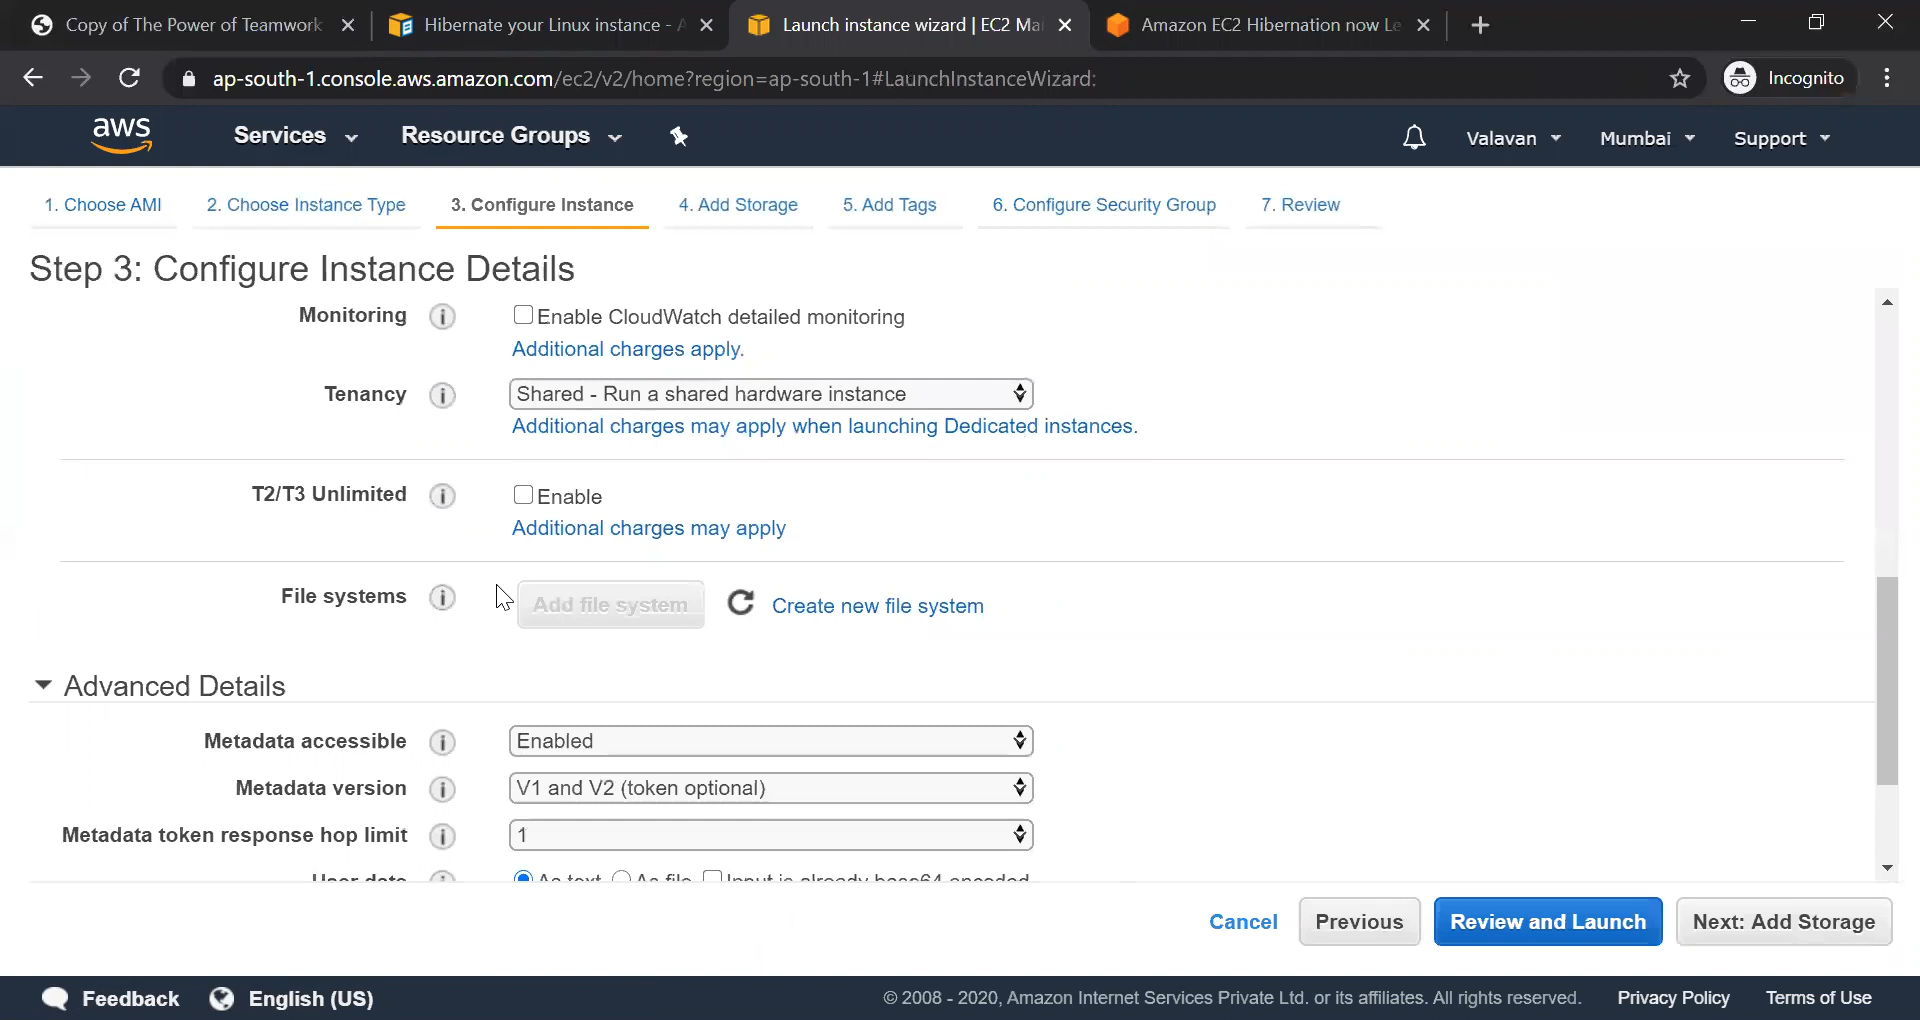 Copy of The Power of Teamwork
Hibernate your Linux instance - A
Launch instance wizard | EC2 Ma
Amazon EC2 Hibernation now Le
ap-south-1.console.aws.amazon.com/ec2/v2/home?region=ap-south-1#LaunchInstanceWizard:
Incognito
aws
Services
Resource Groups
Valavan
Mumbai
Support
1. Choose AMI
2. Choose Instance Type
3. Configure Instance
4. Add Storage
5. Add Tags
6. Configure Security Group
7. Review
Step 3: Configure Instance Details
Monitoring
Enable CloudWatch detailed monitoring
Additional charges apply.
Tenancy
Shared - Run a shared hardware instance
Additional charges may apply when launching Dedicated instances.
T2/T3 Unlimited
Enable
Additional charges may apply
File systems
Add file system
Create new file system
Advanced Details
Metadata accessible
Enabled
Metadata version
V1 and V2 (token optional)
Metadata token response hop limit
1
User data
As text
As file
Input is already base64 encoded
Cancel
Previous
Review and Launch
Next: Add Storage
Feedback
English (US)
© 2008 - 2020, Amazon Internet Services Private Ltd. or its affiliates. All rights reserved.
Privacy Policy
Terms of Use